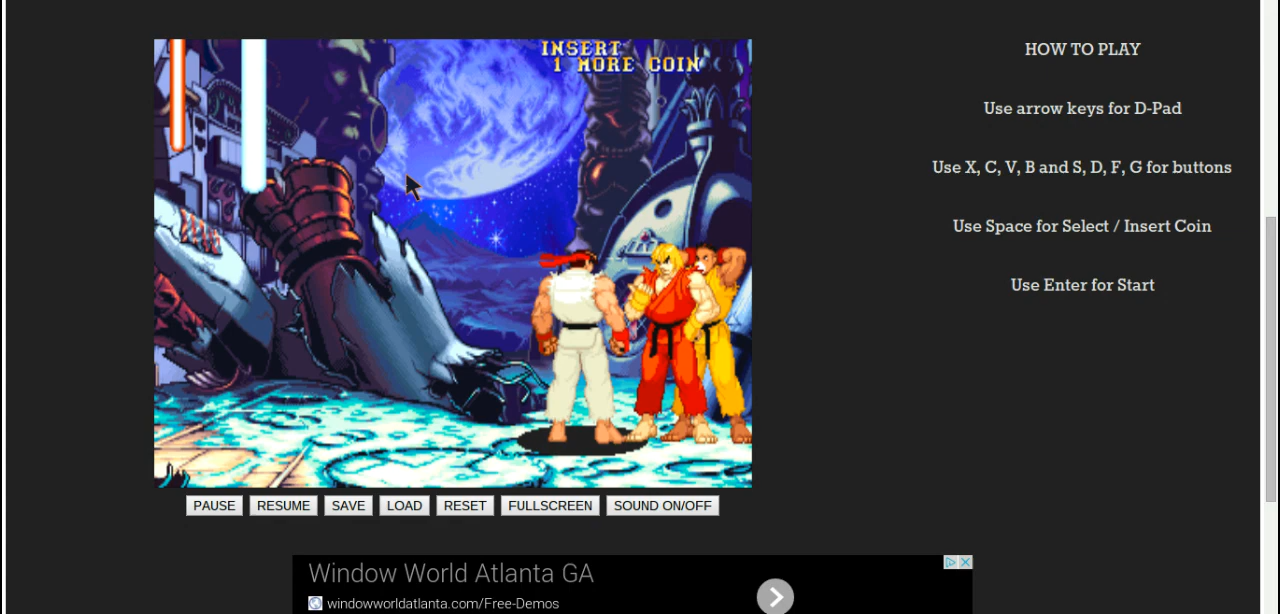 INSERT
1 MORE COIN
HOW TO PLAY
Use arrow keys for D-Pad
Use X, C, V, B and S, D, F, G for buttons
Use Space for Select / Insert Coin
Use Enter for Start
PAUSE RESUME SAVE LOAD RESET FULLSCREEN SOUND ON/OFF
Window World Atlanta GA
windowworldatlanta.com/Free-Demos